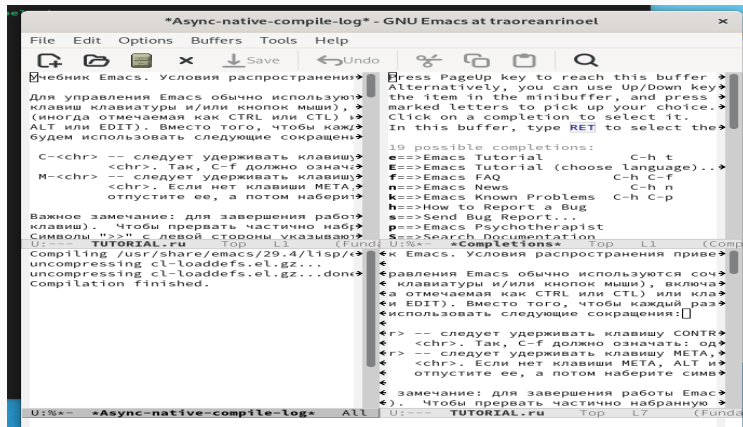 *Async-native-compile-log* - GNU Emacs at traoreanrinoel
File Edit Options Buffers Tools Help
Save Undo
Учебник Emacs. Условия распространения
Для управления Emacs обычно используют
клавиш клавиатуры и/или кнопок мыши),
(иногда отмечаемая как CTRL или CTL)
ALT или EDIT). Вместо того, чтобы кажд
будем использовать следующие сокращень
C-<chr> -- следует удерживать клавишу
<chr>. Так, C-f должно означа
M-<chr> -- следует удерживать клавишу
<chr>. Если нет клавиши META,
отпустите ее, а потом наберит
Важное замечание: для завершения работ
клавиш). Чтобы прервать частично набр
Символы ">>" с левой стороны указывают
U:--- TUTORIAL.ru Top L1 (Funda
Press PageUp key to reach this buffer
Alternatively, you can use Up/Down key
the item in the minibuffer, and press
marked letters to pick up your choice.
Click on a completion to select it.
In this buffer, type RET to select the
19 possible completions:
e==>Emacs Tutorial C-h t
E==>Emacs Tutorial (choose language)..
f==>Emacs FAQ C-h C-f
n==>Emacs News C-h n
k==>Emacs Known Problems C-h C-p
h==>How to Report a Bug
s==>Send Bug Report...
p==>Emacs Psychotherapist
S==>Search Documentation
U:%*- *Completions* Top L1 (Comp
Compiling /usr/share/emacs/29.4/lisp/e
uncompressing cl-loaddefs.el.gz...
uncompressing cl-loaddefs.el.gz...done
Compilation finished.
U:%*- *Async-native-compile-log* All
к Emacs. Условия распространения приве
равления Emacs обычно используются соч
клавиатуры и/или кнопок мыши), включа
а отмечаемая как CTRL или CTL) или кла
и EDIT). Вместо того, чтобы каждый раз
использовать следующие сокращения:
r> -- следует удерживать клавишу CONTR
<chr>. Так, C-f должно означать: од
r> -- следует удерживать клавишу META,
<chr>. Если нет клавиши META, ALT и
отпустите ее, а потом наберите симв
замечание: для завершения работы Emac
). Чтобы прервать частично набранную
U:--- TUTORIAL.ru Top L7 (Funda